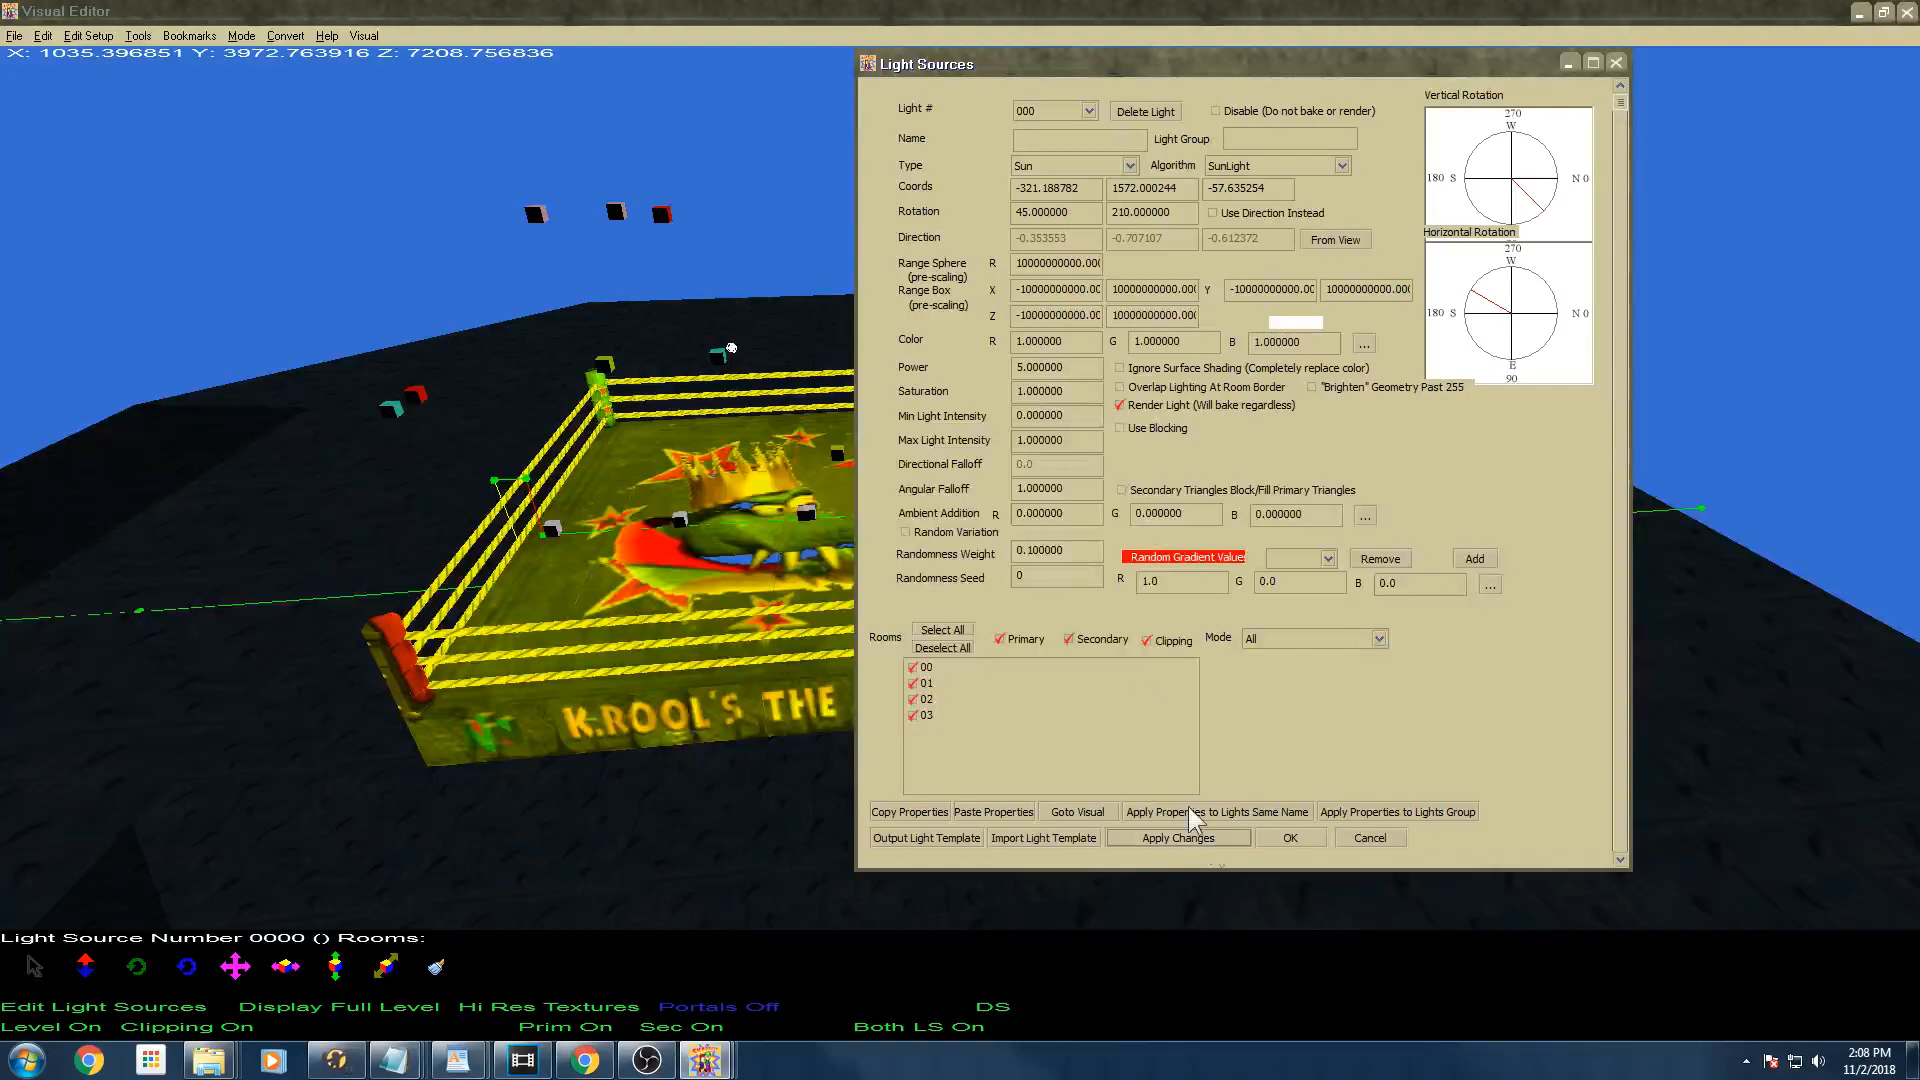 Visual Editor
File Edit Edit Setup Tools Bookmarks Mode Convert Help Visual
X: 1035.396851 Y: 3972.763916 Z: 7208.756836
Light Sources
Light # 000 Delete Light Disable (Do not bake or render)
Name Light Group
Type Sun Algorithm SunLight
Coords -321.188782 1572.000244 -57.635254
Rotation 45.000000 210.000000 Use Direction Instead
Direction -0.353553 -0.707107 -0.612372 From View
Range Sphere R 10000000000.00(
(pre-scaling)
Range Box X -10000000000.00 10000000000.00( Y -10000000000.00 10000000000.00(
(pre-scaling)
Z -10000000000.00 10000000000.00(
Color R 1.000000 G 1.000000 B 1.000000 ...
Power 5.000000 Ignore Surface Shading (Completely replace color)
Saturation 1.000000 Overlap Lighting At Room Border "Brighten" Geometry Past 255
Render Light (Will bake regardless)
Min Light Intensity 0.000000
Use Blocking
Max Light Intensity 1.000000
Directional Falloff 0.0
Angular Falloff 1.000000 Secondary Triangles Block/Fill Primary Triangles
Ambient Addition R 0.000000 G 0.000000 B 0.000000 ...
Random Variation
Randomness Weight 0.100000 Random Gradient Values Remove Add
Randomness Seed 0 R 1.0 G 0.0 B 0.0 ...
Rooms Select All Primary Secondary Clipping Mode All
Deselect All
00
01
02
03
Copy Properties Paste Properties Goto Visual Apply Properties to Lights Same Name Apply Properties to Lights Group
Output Light Template Import Light Template Apply Changes OK Cancel
Vertical Rotation
270
W
180 S N 0
Horizontal Rotation
270
W
180 S N 0
E
90
K.ROOL'S THE
Light Source Number 0000 () Rooms:
Edit Light Sources Display Full Level Hi Res Textures Portals Off DS
Level On Clipping On Prim On Sec On Both LS On
2:08 PM
11/2/2018